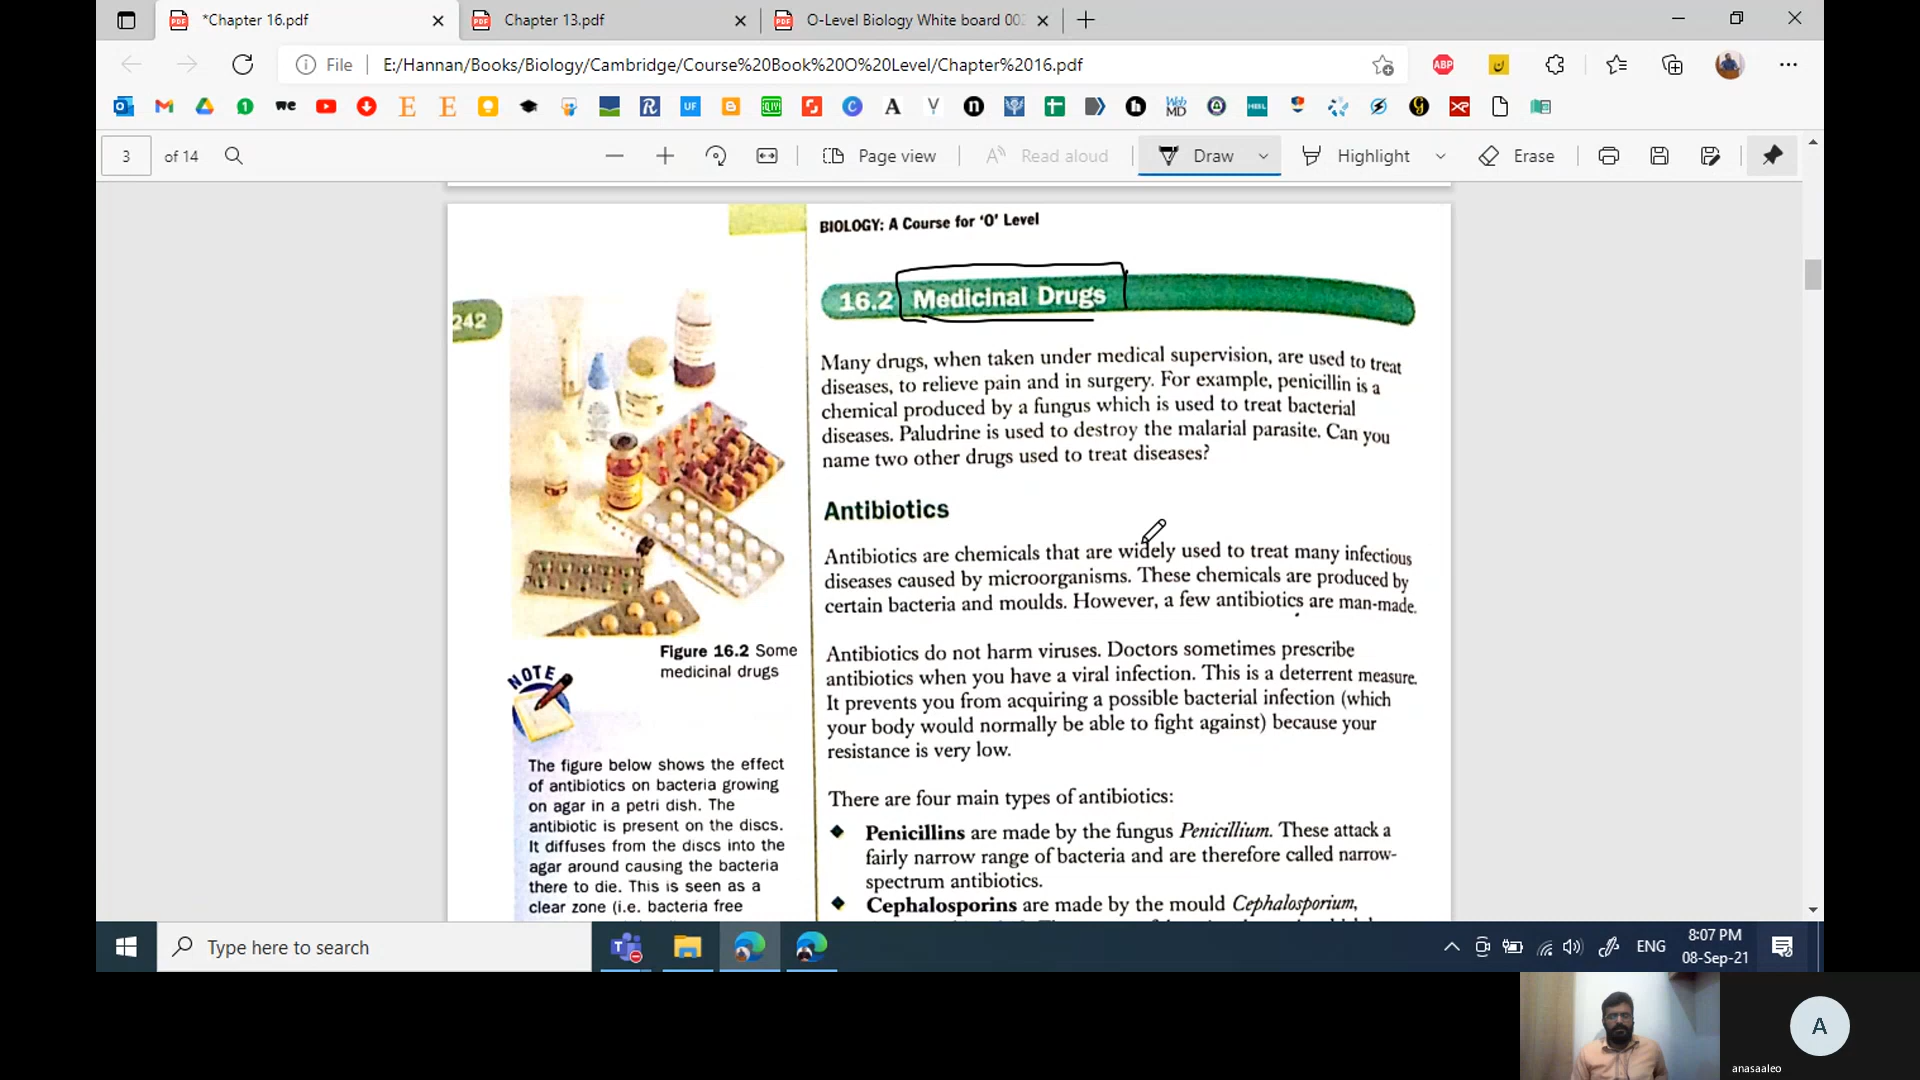 *Chapter 16.pdf
Chapter 13.pdf
O-Level Biology White board 00
File
E:/Hannan/Books/Biology/Cambridge/Course%20Book%20O%20Level/Chapter%2016.pdf
ABP
3 of 14
Page view
Read aloud
Draw
Highlight
Erase
BIOLOGY: A Course for 'O' Level
242
16.2 Medicinal Drugs
Many drugs, when taken under medical supervision, are used to treat
diseases, to relieve pain and in surgery. For example, penicillin is a
chemical produced by a fungus which is used to treat bacterial
diseases. Paludrine is used to destroy the malarial parasite. Can you
name two other drugs used to treat diseases?
Antibiotics
Antibiotics are chemicals that are widely used to treat many infectious
diseases caused by microorganisms. These chemicals are produced by
certain bacteria and moulds. However, a few antibiotics are man-made.
Antibiotics do not harm viruses. Doctors sometimes prescribe
antibiotics when you have a viral infection. This is a deterrent measure.
It prevents you from acquiring a possible bacterial infection (which
your body would normally be able to fight against) because your
resistance is very low.
There are four main types of antibiotics:
Penicillins are made by the fungus Penicillium. These attack a
fairly narrow range of bacteria and are therefore called narrow-
spectrum antibiotics.
Cephalosporins are made by the mould Cephalosporium,
Figure 16.2 Some
medicinal drugs
NOTE
The figure below shows the effect
of antibiotics on bacteria growing
on agar in a petri dish. The
antibiotic is present on the discs.
It diffuses from the discs into the
agar around causing the bacteria
there to die. This is seen as a
clear zone (i.e. bacteria free
Type here to search
ENG
8:07 PM
08-Sep-21
A
anasaaleo